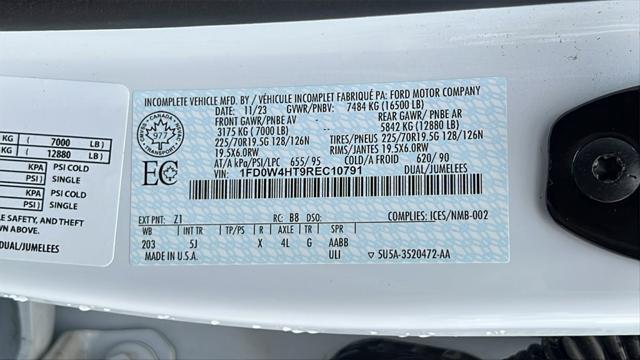 INCOMPLETE VEHICLE MFD. BY / VÉHICULE INCOMPLET FABRIQUÉ PA: FORD MOTOR COMPANY
DATE: 11/23 GVWR/PNBV: 7484 KG (16500 LB)
FRONT GAWR/PNBE AV REAR GAWR/PNBE AR
3175 KG (7000 LB) 5842 KG (12880 LB)
225/70R19.5G 128/126N TIRES/PNEUS 225/70R19.5G 128/126N
19.5X6.0RW RIMS/JANTES 19.5X6.0RW
AT/A kPa/PSI/LPC 655/95 COLD/A FROID 620/90
VIN: 1FD0W4HT9REC10791 DUAL/JUMELEES
CANADA
977
EC
EXT PNT: Z1 RC: B8 DSO: COMPLIES: ICES/NMB-002
WB INT TR TP/PS R AXLE TR SPR
203 5J X 4L G AABB
MADE IN U.S.A. ULI ▽ 5U5A-3520472-AA
KG ( 7000 LB)
KG ( 12880 LB)
KPA PSI COLD
PSI)
KPA PSI COLD
PSI ) SINGLE
LE SAFETY AND
N ABOVE.
DUAL/JUMELEES